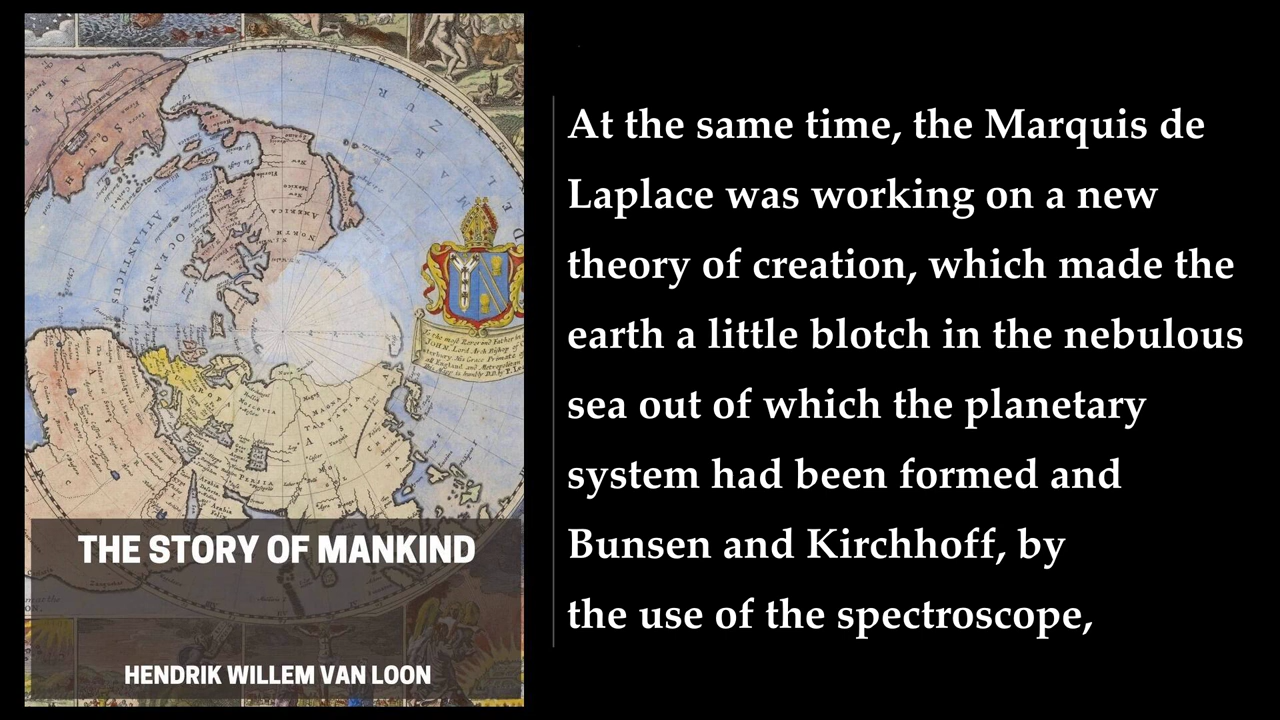 THE STORY OF MANKIND
HENDRIK WILLEM VAN LOON
At the same time, the Marquis de
Laplace was working on a new
theory of creation, which made the
earth a little blotch in the nebulous
sea out of which the planetary
system had been formed and
Bunsen and Kirchhoff, by
the use of the spectroscope,